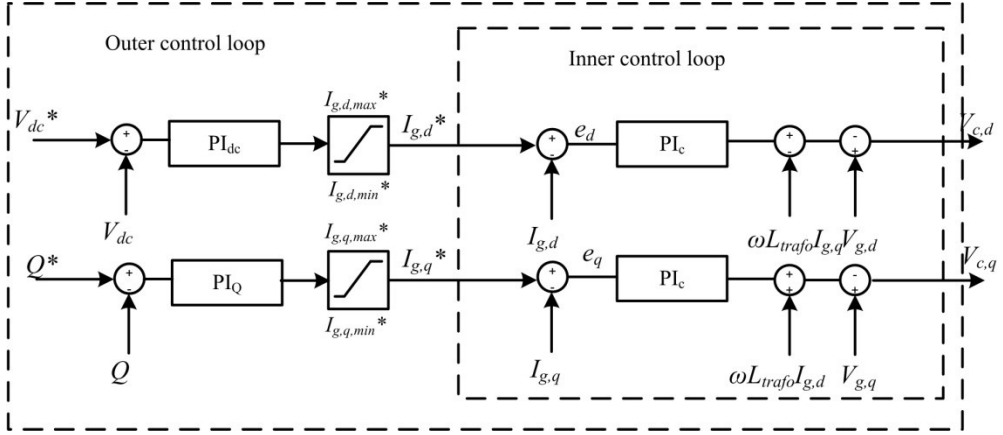 Outer control loop
Inner control loop
V_dc*
+
-
PI_dc
I_g,d,max*
I_g,d,min*
I_g,d*
+
-
e_d
PI_c
+
-
-
+
V_c,d
V_dc
I_g,d
ωL_trafo I_g,q
V_g,d
Q*
+
-
PI_Q
I_g,q,max*
I_g,q,min*
I_g,q*
+
-
e_q
PI_c
+
+
-
+
V_c,q
Q
I_g,q
ωL_trafo I_g,d
V_g,q